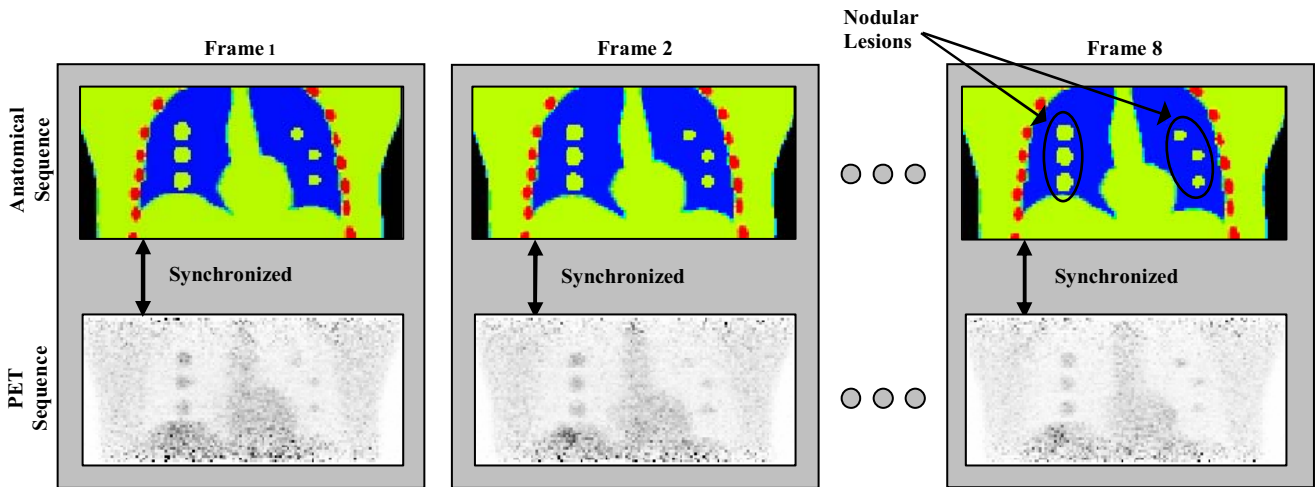 Nodular
Lesions
Frame 1
Frame 2
Frame 8
Anatomical
Sequence
Synchronized
Synchronized
Synchronized
PET
Sequence